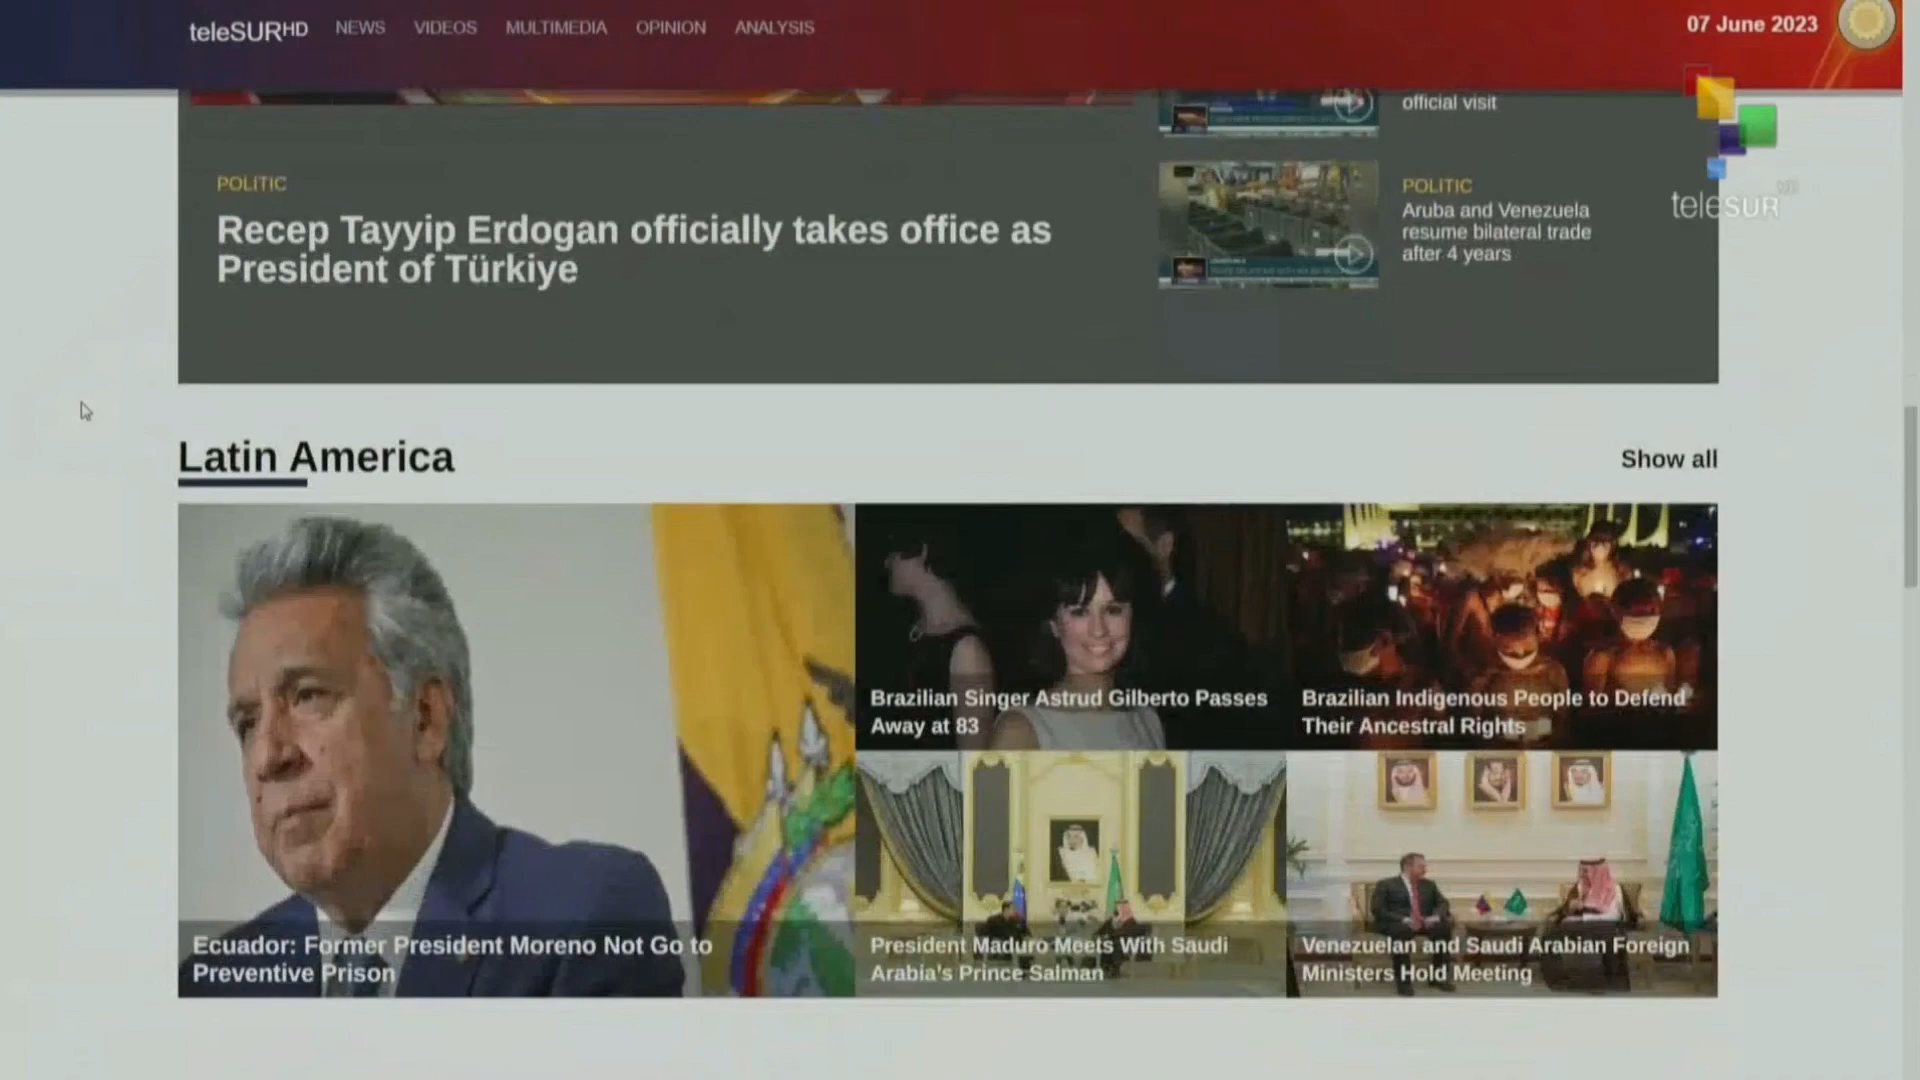 teleSURHD
NEWS
VIDEOS
MULTIMEDIA
OPINION
ANALYSIS
07 June 2023
official visit
POLITIC
Recep Tayyip Erdogan officially takes office as
President of Türkiye
POLITIC
Aruba and Venezuela
resume bilateral trade
after 4 years
teleSUR
Latin America
Show all
Brazilian Singer Astrud Gilberto Passes
Away at 83
Brazilian Indigenous People to Defend
Their Ancestral Rights
Ecuador: Former President Moreno Not Go to
Preventive Prison
President Maduro Meets With Saudi
Arabia's Prince Salman
Venezuelan and Saudi Arabian Foreign
Ministers Hold Meeting